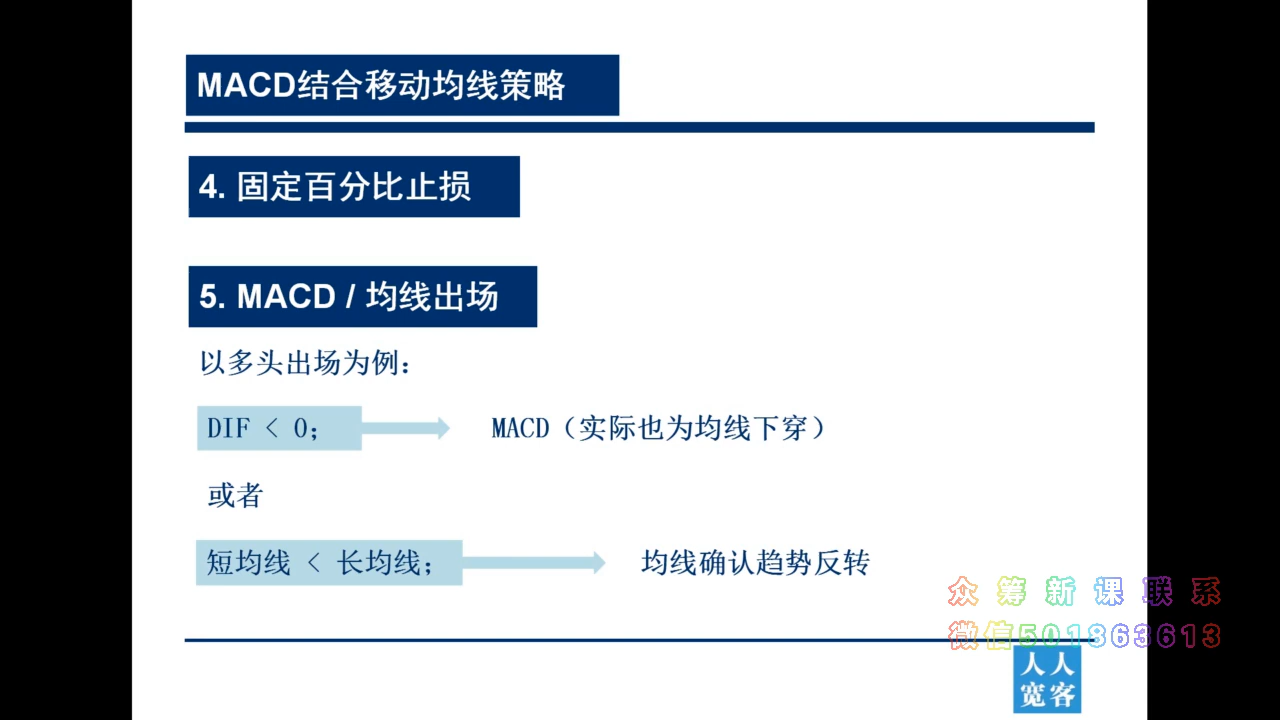 MACD结合移动均线策略
4. 固定百分比止损
5. MACD / 均线出场
以多头出场为例：
DIF < 0； MACD（实际也为均线下穿）
或者
短均线 < 长均线； 均线确认趋势反转
众筹新课联系
微信501863613
人人
宽客